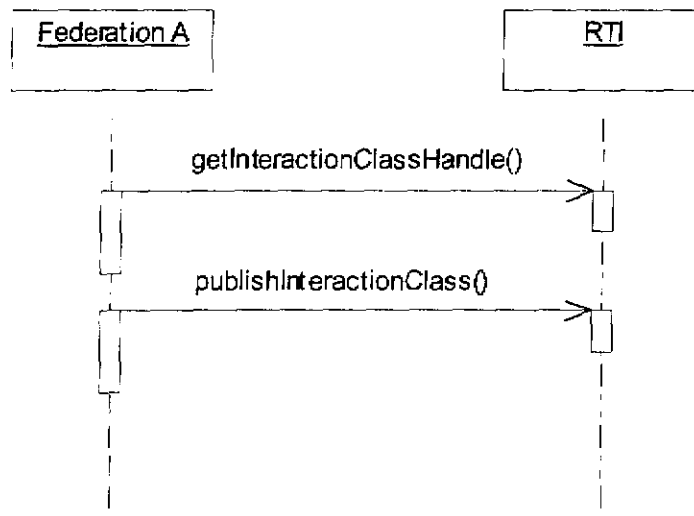 Federation A
RTI
getInteractionClassHandle()
publishInteractionClass()